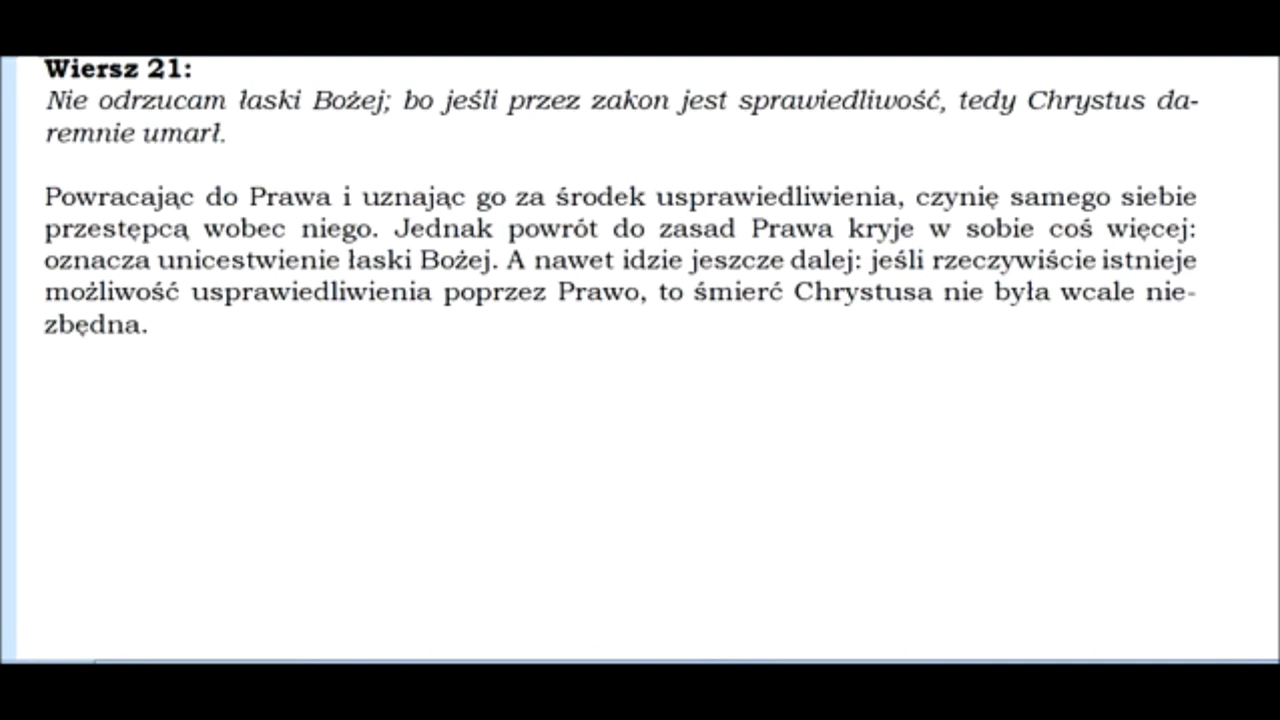 Wiersz 21:
Nie odrzucam łaski Bożej; bo jeśli przez zakon jest sprawiedliwość, tedy Chrystus da-
remnie umarł.
Powracając do Prawa i uznając go za środek usprawiedliwienia, czynię samego siebie
przestępcą wobec niego. Jednak powrót do zasad Prawa kryje w sobie coś więcej:
oznacza unicestwienie łaski Bożej. A nawet idzie jeszcze dalej: jeśli rzeczywiście istnieje
możliwość usprawiedliwienia poprzez Prawo, to śmierć Chrystusa nie była wcale nie-
zbędna.